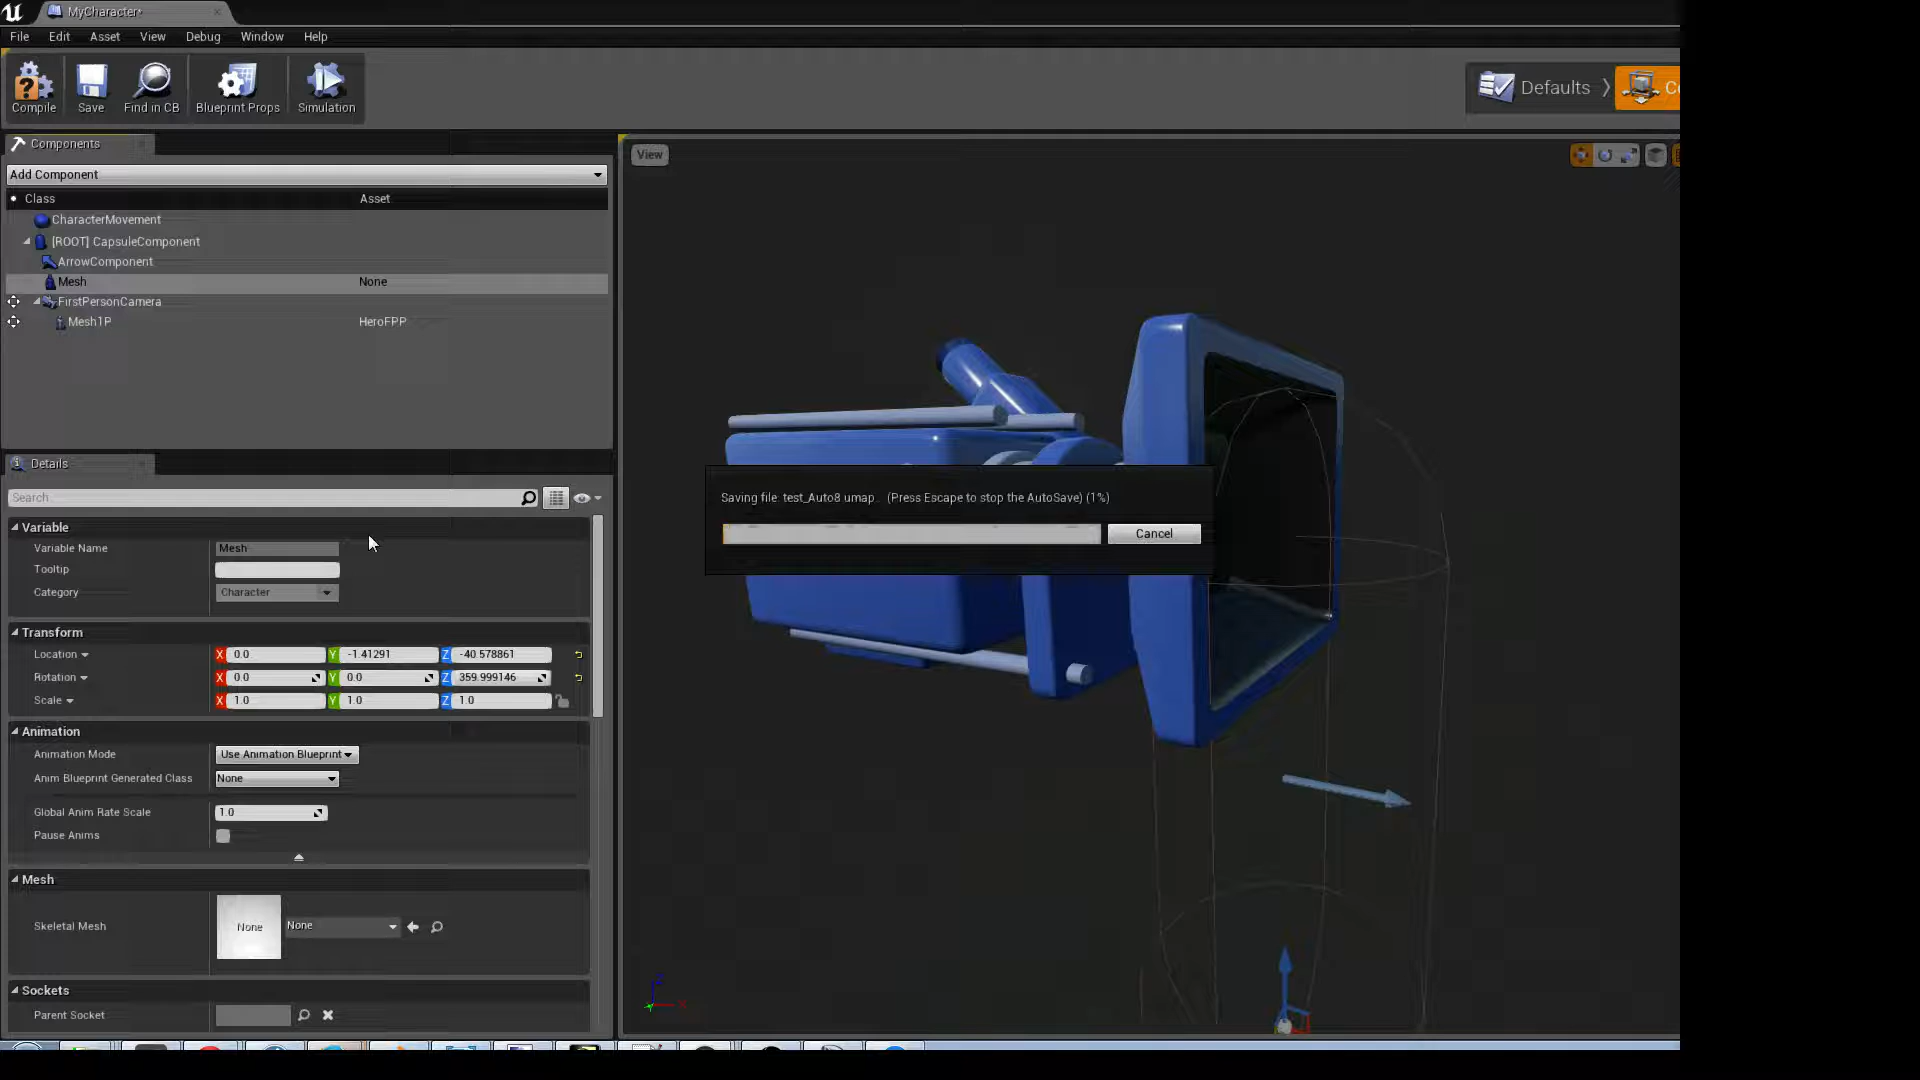 MyCharacter*
File Edit Asset View Debug Window Help
Compile Save Find in CB Blueprint Props Simulation
Defaults
Components
Add Component
Class Asset
CharacterMovement
[ROOT] CapsuleComponent
ArrowComponent
Mesh None
FirstPersonCamera
Mesh1P HeroFPP
View
Details
Search
Saving file: test_Auto8.umap... (Press Escape to stop the AutoSave) (1%)
Cancel
Variable
Variable Name Mesh
Tooltip
Category Character
Transform
Location X 0.0 Y -1.41291 Z -40.578861
Rotation X 0.0 Y 0.0 Z 359.999146
Scale X 1.0 Y 1.0 Z 1.0
Animation
Animation Mode Use Animation Blueprint
Anim Blueprint Generated Class None
Global Anim Rate Scale 1.0
Pause Anims
Mesh
Skeletal Mesh None None
Sockets
Parent Socket